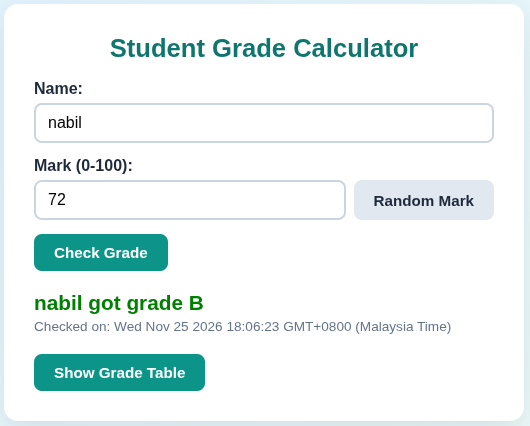 Student Grade Calculator
Name:
nabil
Mark (0-100):
72
Random Mark
Check Grade
nabil got grade B
Checked on: Wed Nov 25 2026 18:06:23 GMT+0800 (Malaysia Time)
Show Grade Table